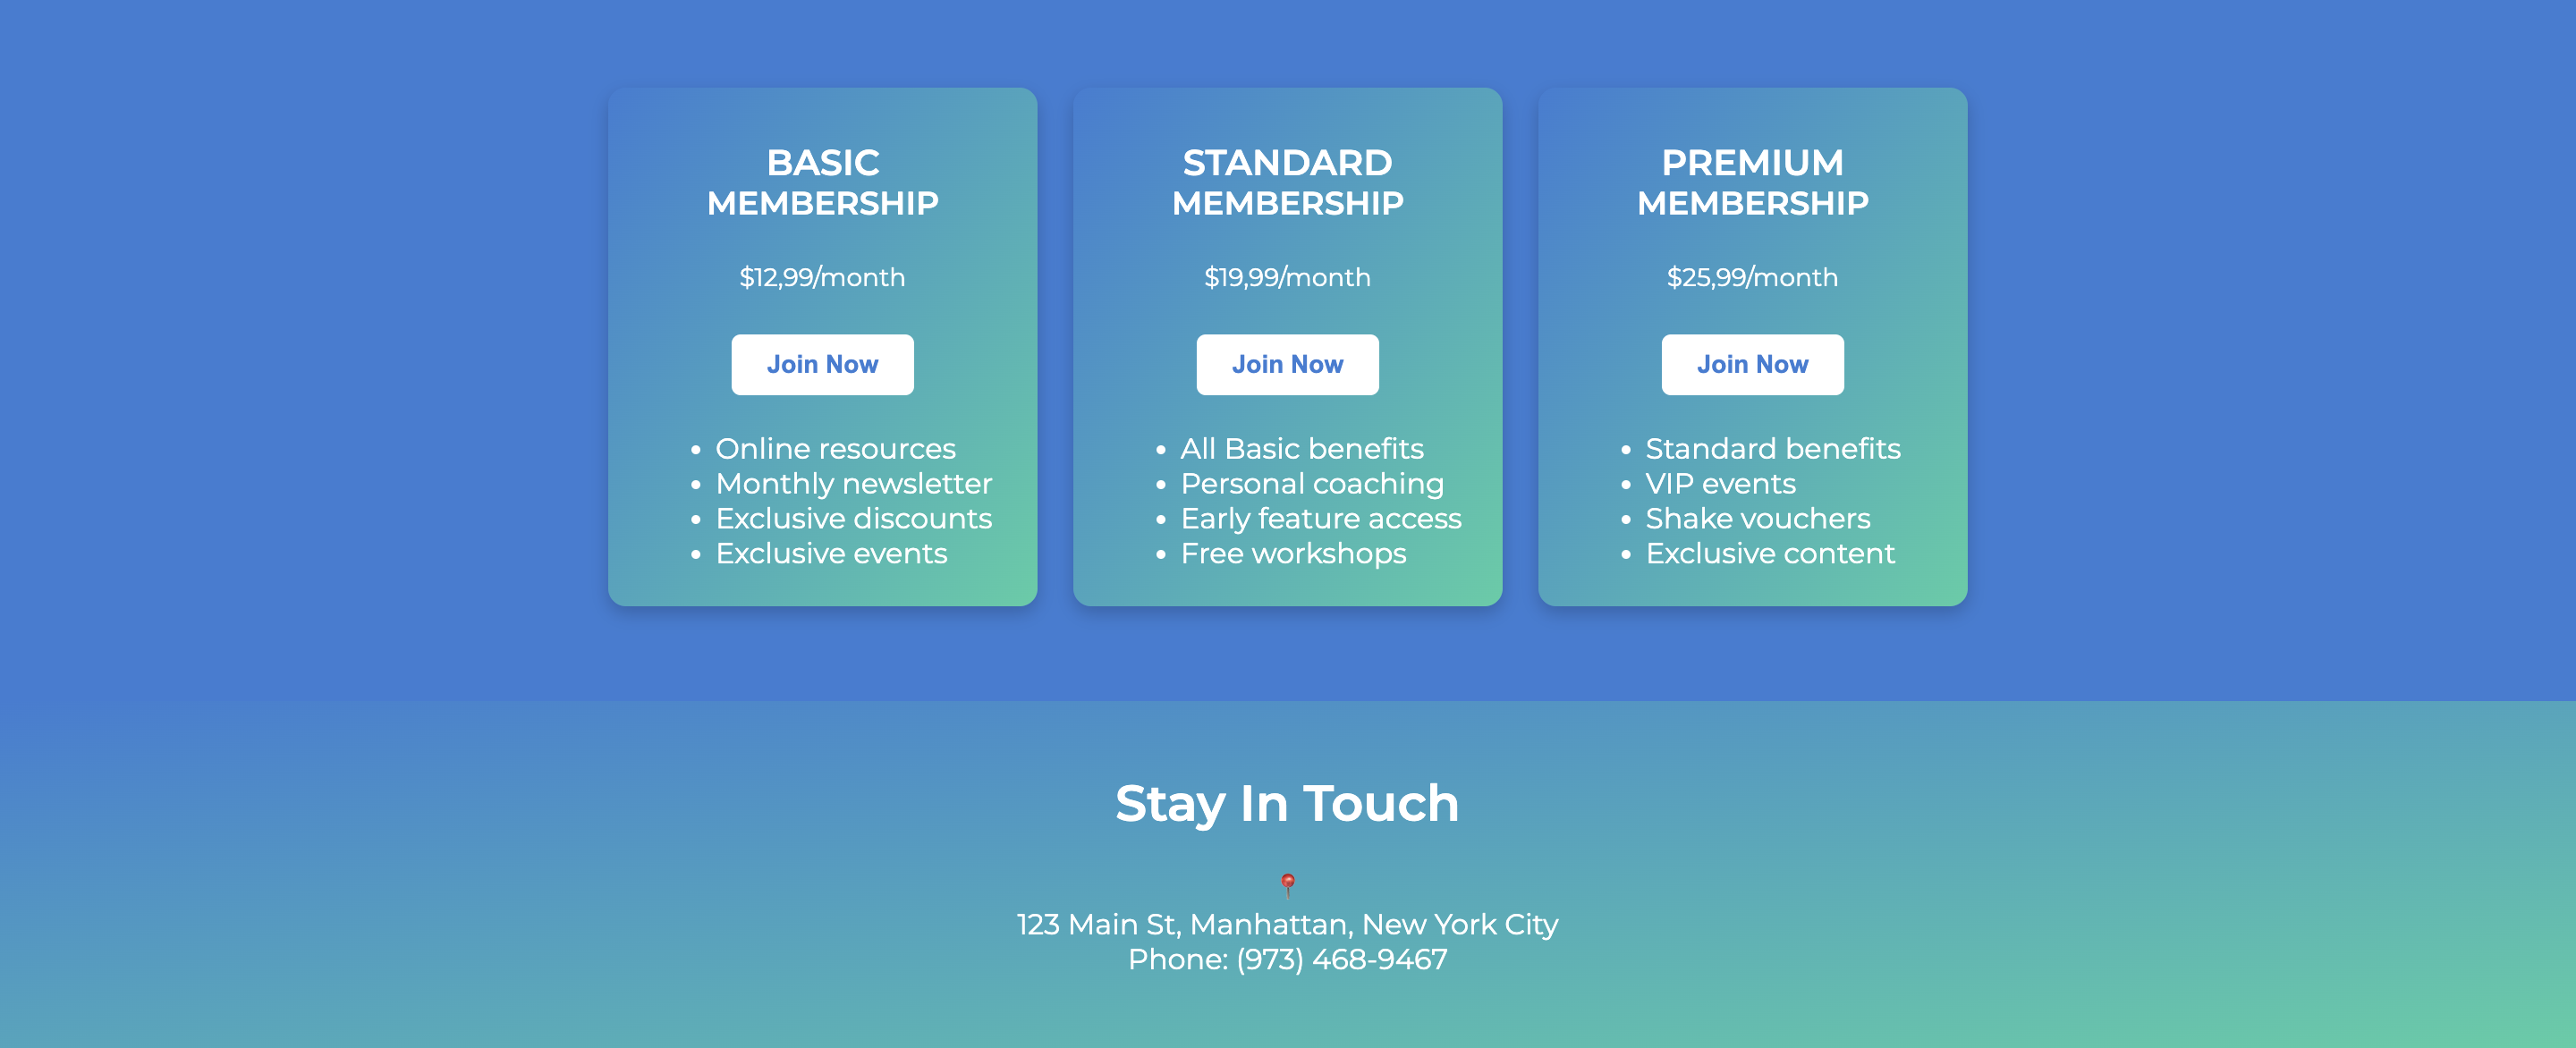 BASIC
MEMBERSHIP
$12,99/month
Join Now
Online resources
Monthly newsletter
Exclusive discounts
Exclusive events
STANDARD
MEMBERSHIP
$19,99/month
Join Now
All Basic benefits
Personal coaching
Early feature access
Free workshops
PREMIUM
MEMBERSHIP
$25,99/month
Join Now
Standard benefits
VIP events
Shake vouchers
Exclusive content
Stay In Touch
123 Main St, Manhattan, New York City
Phone: (973) 468-9467